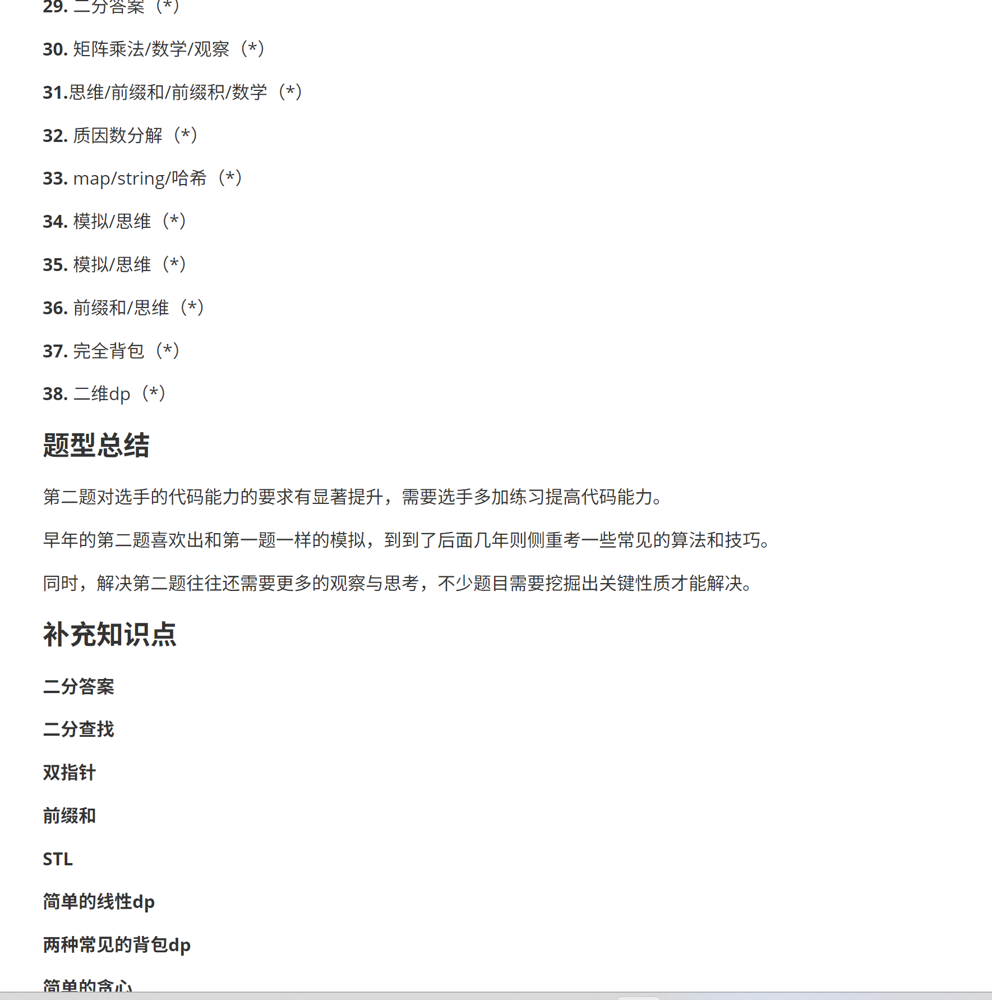 29. 二分答案（*）
30. 矩阵乘法/数学/观察（*）
31.思维/前缀和/前缀积/数学（*）
32. 质因数分解（*）
33. map/string/哈希（*）
34. 模拟/思维（*）
35. 模拟/思维（*）
36. 前缀和/思维（*）
37. 完全背包（*）
38. 二维dp（*）
题型总结
第二题对选手的代码能力的要求有显著提升，需要选手多加练习提高代码能力。
早年的第二题喜欢出和第一题一样的模拟，到到了后面几年则侧重考一些常见的算法和技巧。
同时，解决第二题往往还需要更多的观察与思考，不少题目需要挖掘出关键性质才能解决。
补充知识点
二分答案
二分查找
双指针
前缀和
STL
简单的线性dp
两种常见的背包dp
简单的贪心